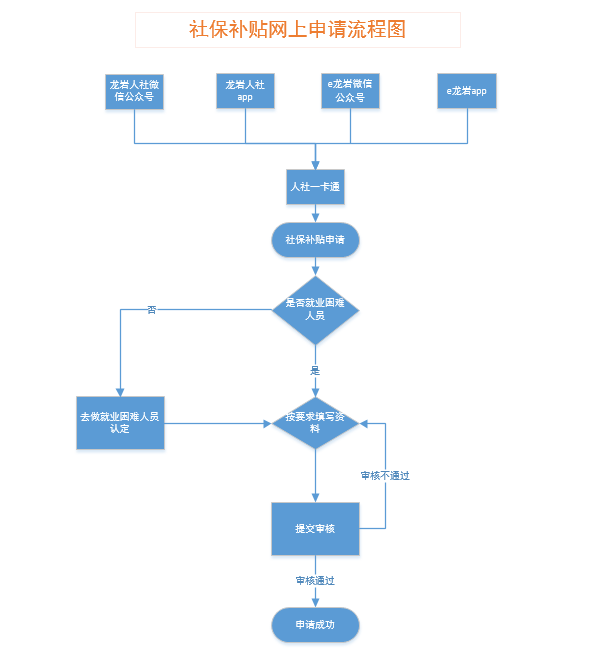 社保补贴网上申请流程图
龙岩人社微
信公众号
龙岩人社
app
e龙岩微信
公众号
e龙岩app
人社一卡通
社保补贴申请
是否就业困难
人员
否
是
去做就业困难人员
认定
按要求填写资
料
审核不通过
提交审核
审核通过
申请成功